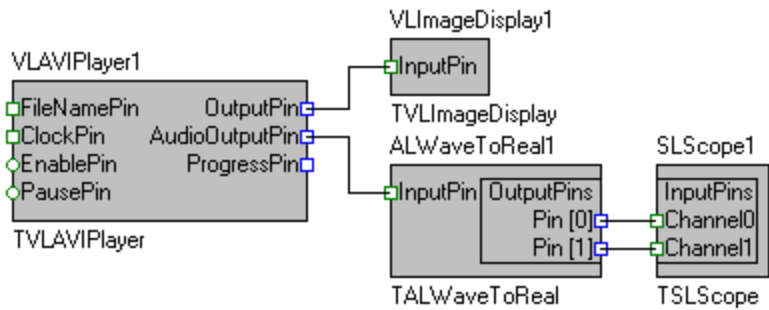 VLAVIPlayer1
FileNamePin OutputPin
ClockPin AudioOutputPin
EnablePin ProgressPin
PausePin
TVLAVIPlayer
VLImageDisplay1
InputPin
TVLImageDisplay
ALWaveToReal1
InputPin OutputPins
Pin [0]
Pin [1]
TALWaveToReal
SLScope1
InputPins
Channel0
Channel1
TSLScope